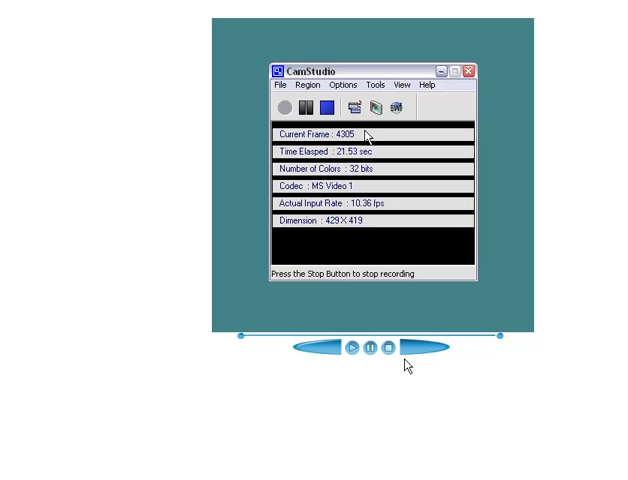 CamStudio
File Region Options Tools View Help
Current Frame : 4305
Time Elasped : 21.53 sec
Number of Colors : 32 bits
Codec : MS Video 1
Actual Input Rate : 10.36 fps
Dimension : 429 X 419
Press the Stop Button to stop recording